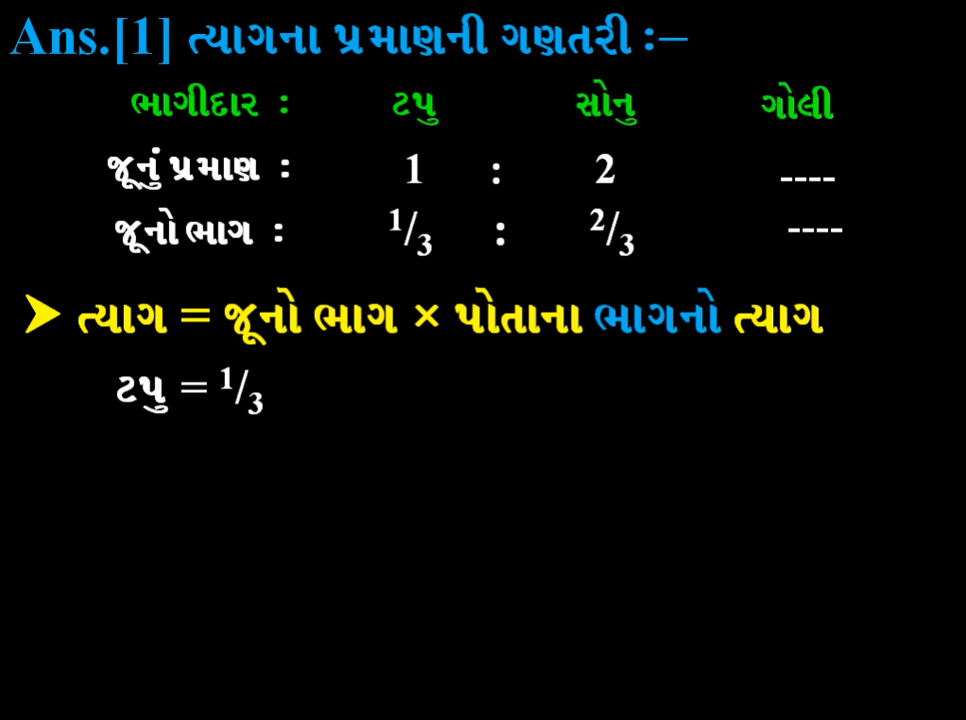 Ans.[1] ત્યાગના પ્રમાણની ગણતરી :–
ભાગીદાર : ટપુ સોનુ ગોલી
જૂનું પ્રમાણ : 1 : 2 ----
જૂનો ભાગ : 1/3 : 2/3 ----
➤ ત્યાગ = જૂનો ભાગ × પોતાના ભાગનો ત્યાગ
ટપુ = 1/3